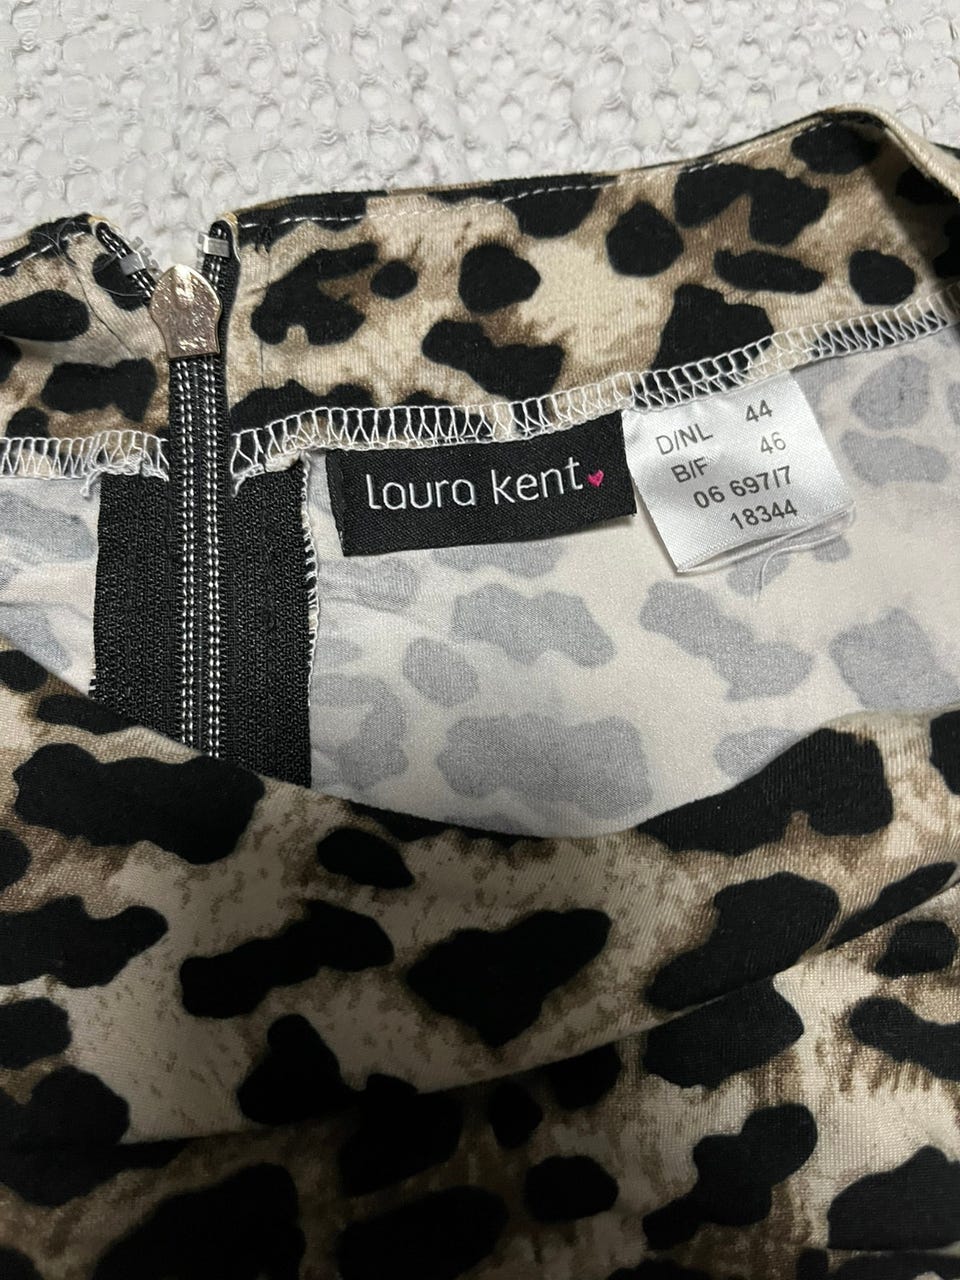 laura kent
D/NL 44
B/F 46
06 697/7
18344